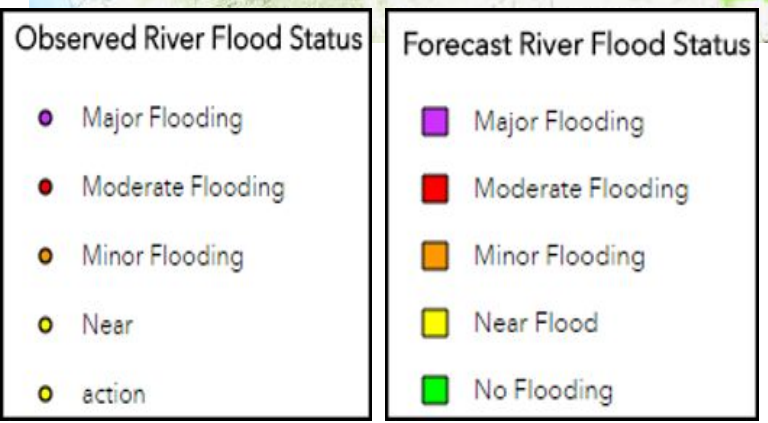 Observed River Flood Status
Major Flooding
Moderate Flooding
Minor Flooding
Near
action
Forecast River Flood Status
Major Flooding
Moderate Flooding
Minor Flooding
Near Flood
No Flooding